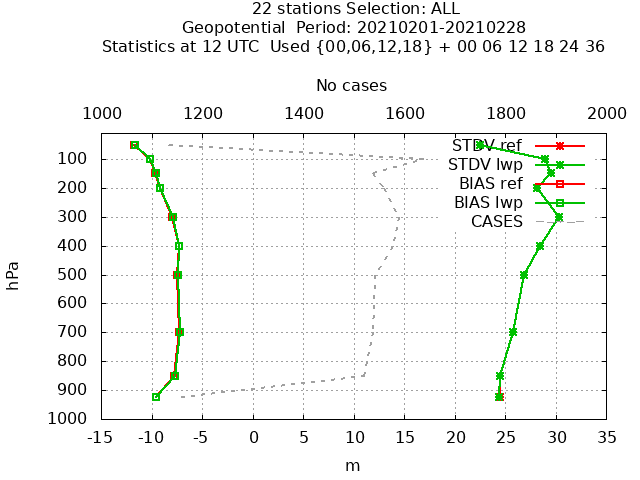 22 stations Selection: ALL
Geopotential  Period: 20210201-20210228
Statistics at 12 UTC  Used {00,06,12,18} + 00 06 12 18 24 36
No cases
1000 1200 1400 1600 1800 2000
STDV ref
STDV lwp
BIAS ref
BIAS lwp
CASES
hPa
100
200
300
400
500
600
700
800
900
1000
-15 -10 -5 0 5 10 15 20 25 30 35
m